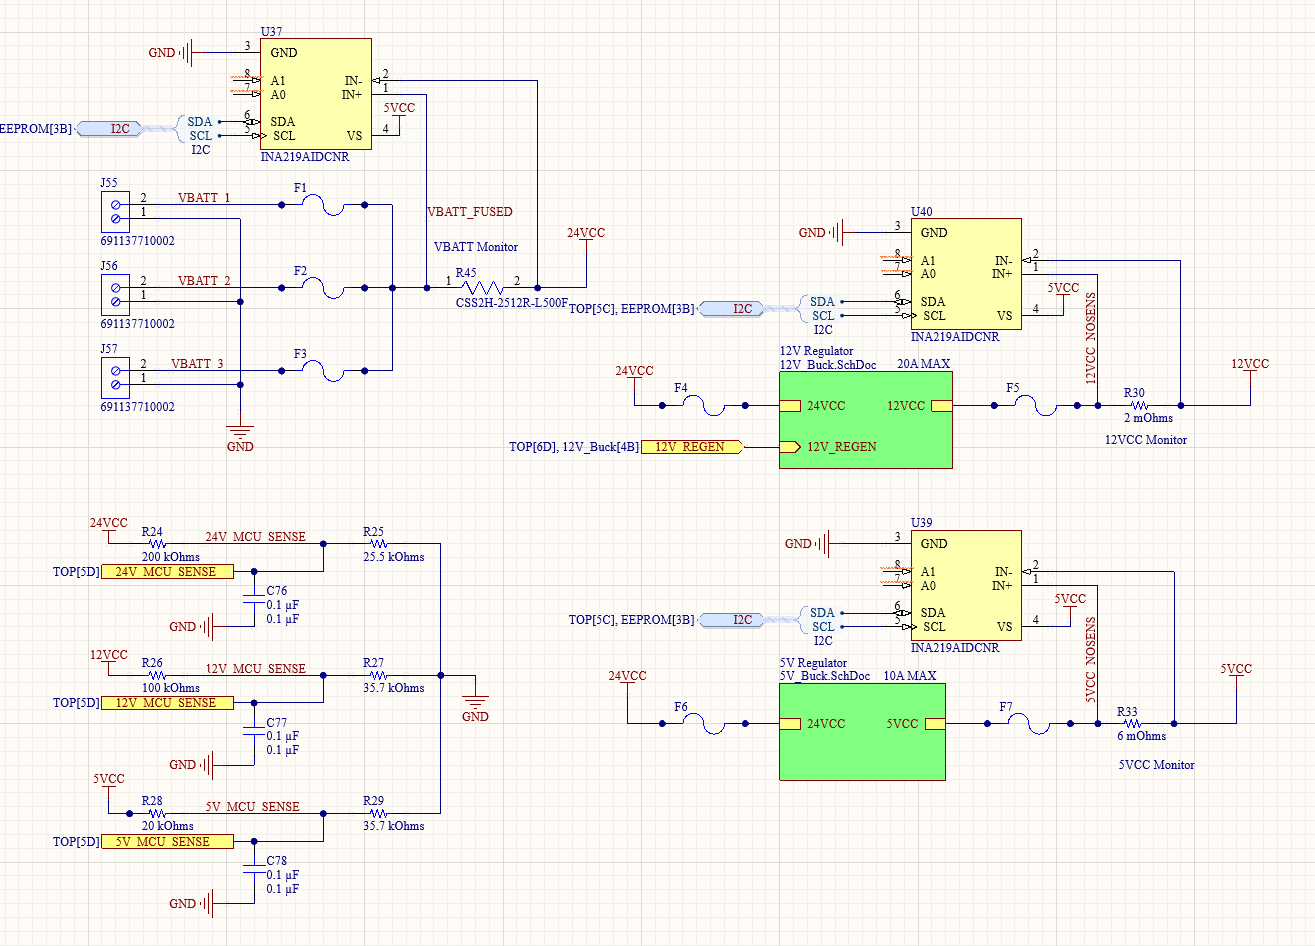 U37
GND
3
GND
8
A1
7
A0
IN-
2
IN+
1
5VCC
EEPROM[3B]
I2C
SDA
6
SDA
SCL
5
SCL
I2C
VS
4
INA219AIDCNR
J55
2
VBATT_1
F1
1
691137710002
VBATT_FUSED
J56
2
VBATT_2
F2
1
691137710002
VBATT Monitor
24VCC
1
R45
2
CSS2H-2512R-L500F
J57
2
VBATT_3
F3
1
691137710002
GND
U40
GND
3
GND
8
A1
7
A0
IN-
2
IN+
1
5VCC
TOP[5C], EEPROM[3B]
I2C
SDA
6
SDA
SCL
5
SCL
I2C
VS
4
INA219AIDCNR
12VCC_NOSENS
12V Regulator
12V_Buck.SchDoc
20A MAX
24VCC
F4
24VCC
12VCC
F5
R30
2 mOhms
12VCC
12VCC Monitor
TOP[6D], 12V_Buck[4B]
12V_REGEN
12V_REGEN
24VCC
R24
200 kOhms
24V_MCU_SENSE
R25
25.5 kOhms
TOP[5D]
24V_MCU_SENSE
C76
0.1 µF
0.1 µF
GND
12VCC
R26
100 kOhms
12V_MCU_SENSE
R27
35.7 kOhms
TOP[5D]
12V_MCU_SENSE
GND
C77
0.1 µF
0.1 µF
GND
5VCC
R28
20 kOhms
5V_MCU_SENSE
R29
35.7 kOhms
TOP[5D]
5V_MCU_SENSE
C78
0.1 µF
0.1 µF
GND
U39
GND
3
GND
8
A1
7
A0
IN-
2
IN+
1
5VCC
TOP[5C], EEPROM[3B]
I2C
SDA
6
SDA
SCL
5
SCL
I2C
VS
4
INA219AIDCNR
5VCC_NOSENS
5V Regulator
5V_Buck.SchDoc
10A MAX
24VCC
F6
24VCC
5VCC
F7
R33
6 mOhms
5VCC
5VCC Monitor